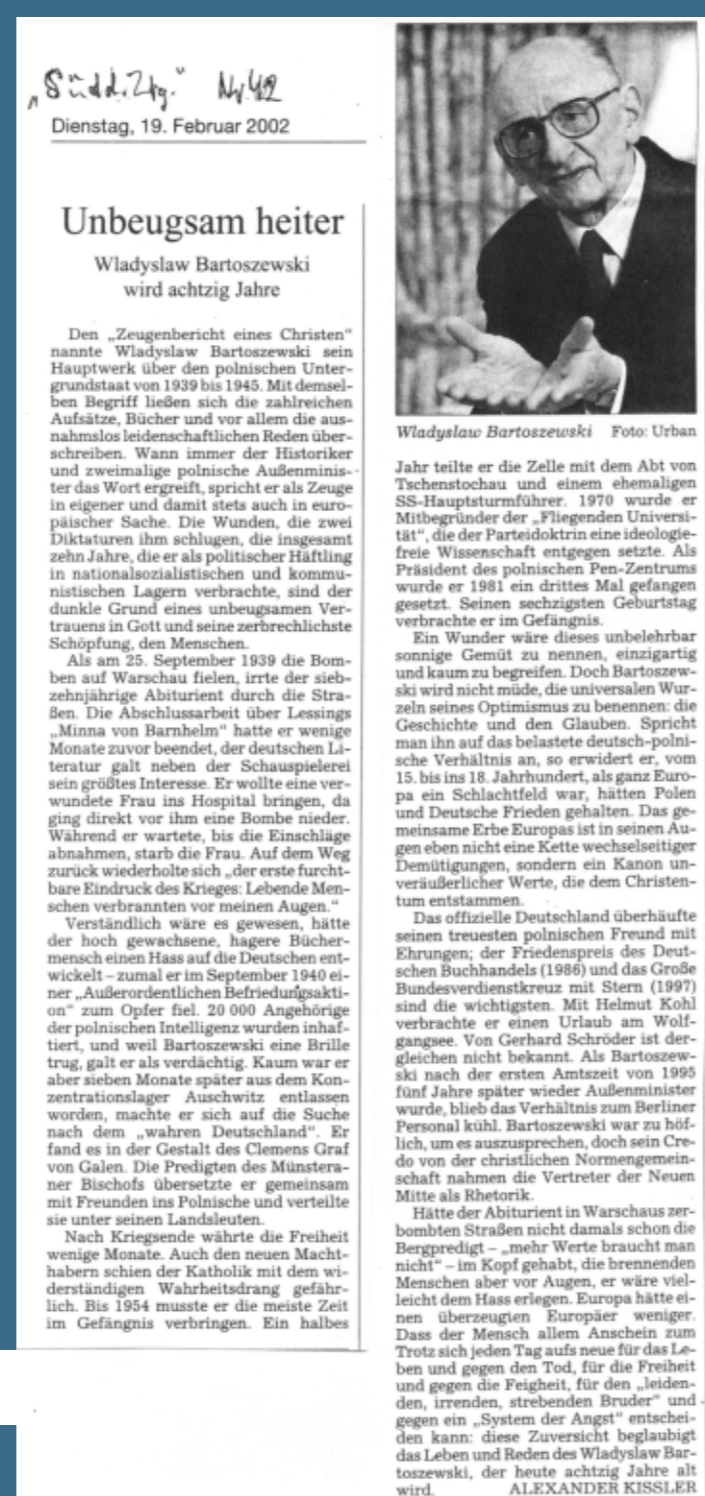 „Südd. Ztg." Nr. 42
Dienstag, 19. Februar 2002
Unbeugsam heiter
Wladyslaw Bartoszewski
wird achtzig Jahre
Den „Zeugenbericht eines Christen“
nannte Wladyslaw Bartoszewski sein
Hauptwerk über den polnischen Unter-
grundstaat von 1939 bis 1945. Mit demsel-
ben Begriff ließen sich die zahlreichen
Aufsätze, Bücher und vor allem die aus-
nahmslos leidenschaftlichen Reden über-
schreiben. Wann immer der Historiker
und zweimalige polnische Außenminis-
ter das Wort ergreift, spricht er als Zeuge
in eigener und damit stets auch in euro-
päischer Sache. Die Wunden, die zwei
Diktaturen ihm schlugen, die insgesamt
zehn Jahre, die er als politischer Häftling
in nationalsozialistischen und kommu-
nistischen Lagern verbrachte, sind der
dunkle Grund eines unbeugsamen Ver-
trauens in Gott und seine zerbrechlichste
Schöpfung, den Menschen.
Als am 25. September 1939 die Bom-
ben auf Warschau fielen, irrte der sieb-
zehnjährige Abiturient durch die Stra-
ßen. Die Abschlussarbeit über Lessings
„Minna von Barnhelm“ hatte er wenige
Monate zuvor beendet, der deutschen Li-
teratur galt neben der Schauspielerei
sein größtes Interesse. Er wollte eine ver-
wundete Frau ins Hospital bringen, da
ging direkt vor ihm eine Bombe nieder.
Während er wartete, bis die Einschläge
abnahmen, starb die Frau. Auf dem Weg
zurück wiederholte sich „der erste furcht-
bare Eindruck des Krieges: Lebende Men-
schen verbrannten vor meinen Augen.“
Verständlich wäre es gewesen, hätte
der hoch gewachsene, hagere Bücher-
mensch einen Hass auf die Deutschen ent-
wickelt – zumal er im September 1940 ei-
ner „Außerordentlichen Befriedungsakti-
on“ zum Opfer fiel. 20 000 Angehörige
der polnischen Intelligenz wurden inhaf-
tiert, und weil Bartoszewski eine Brille
trug, galt er als verdächtig. Kaum war er
aber sieben Monate später aus dem Kon-
zentrationslager Auschwitz entlassen
worden, machte er sich auf die Suche
nach dem „wahren Deutschland“. Er
fand es in der Gestalt des Clemens Graf
von Galen. Die Predigten des Münstera-
ner Bischofs übersetzte er gemeinsam
mit Freunden ins Polnische und verteilte
sie unter seinen Landsleuten.
Nach Kriegsende währte die Freiheit
wenige Monate. Auch den neuen Macht-
habern schien der Katholik mit dem wi-
derständigen Wahrheitsdrang gefähr-
lich. Bis 1954 musste er die meiste Zeit
im Gefängnis verbringen. Ein halbes
Wladyslaw Bartoszewski Foto: Urban
Jahr teilte er die Zelle mit dem Abt von
Tschenstochau und einem ehemaligen
SS-Hauptsturmführer. 1970 wurde er
Mitbegründer der „Fliegenden Universi-
tät“, die der Parteidoktrin eine ideologie-
freie Wissenschaft entgegen setzte. Als
Präsident des polnischen Pen-Zentrums
wurde er 1981 ein drittes Mal gefangen
gesetzt. Seinen sechzigsten Geburtstag
verbrachte er im Gefängnis.
Ein Wunder wäre dieses unbelehrbar
sonnige Gemüt zu nennen, einzigartig
und kaum zu begreifen. Doch Bartoszew-
ski wird nicht müde, die universalen Wur-
zeln seines Optimismus zu benennen: die
Geschichte und den Glauben. Spricht
man ihn auf das belastete deutsch-polni-
sche Verhältnis an, so erwidert er, vom
15. bis ins 18. Jahrhundert, als ganz Euro-
pa ein Schlachtfeld war, hätten Polen
und Deutsche Frieden gehalten. Das ge-
meinsame Erbe Europas ist in seinen Au-
gen eben nicht eine Kette wechselseitiger
Demütigungen, sondern ein Kanon un-
veräußerlicher Werte, die dem Christen-
tum entstammen.
Das offizielle Deutschland überhäufte
seinen treuesten polnischen Freund mit
Ehrungen; der Friedenspreis des Deut-
schen Buchhandels (1986) und das Große
Bundesverdienstkreuz mit Stern (1997)
sind die wichtigsten. Mit Helmut Kohl
verbrachte er einen Urlaub am Wolf-
gangsee. Von Gerhard Schröder ist der-
gleichen nicht bekannt. Als Bartoszew-
ski nach der ersten Amtszeit von 1995
fünf Jahre später wieder Außenminister
wurde, blieb das Verhältnis zum Berliner
Personal kühl. Bartoszewski war zu höf-
lich, um es auszusprechen, doch sein Cre-
do von der christlichen Normengemein-
schaft nahmen die Vertreter der Neuen
Mitte als Rhetorik.
Hätte der Abiturient in Warschaus zer-
bombten Straßen nicht damals schon die
Bergpredigt – „mehr Werte braucht man
nicht“ – im Kopf gehabt, die brennenden
Menschen aber vor Augen, er wäre viel-
leicht dem Hass erlegen. Europa hätte ei-
nen überzeugten Europäer weniger.
Dass der Mensch allem Anschein zum
Trotz sich jeden Tag aufs neue für das Le-
ben und gegen den Tod, für die Freiheit
und gegen die Feigheit, für den „leiden-
den, irrenden, strebenden Bruder“ und
gegen ein „System der Angst“ entschei-
den kann: diese Zuversicht beglaubigt
das Leben und Reden des Wladyslaw Bar-
toszewski, der heute achtzig Jahre alt
wird. ALEXANDER KISSLER